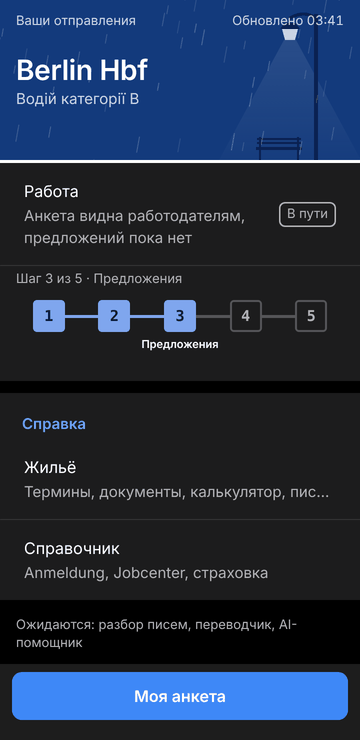 Ваши отправления
Обновлено 03:41
Berlin Hbf
Водій категорії В
Работа
Анкета видна работодателям,
предложений пока нет
В пути
Шаг 3 из 5 · Предложения
1 2 3 4 5
Предложения
Справка
Жильё
Термины, документы, калькулятор, пис...
Справочник
Anmeldung, Jobcenter, страховка
Ожидаются: разбор писем, переводчик, AI-
помощник
Моя анкета